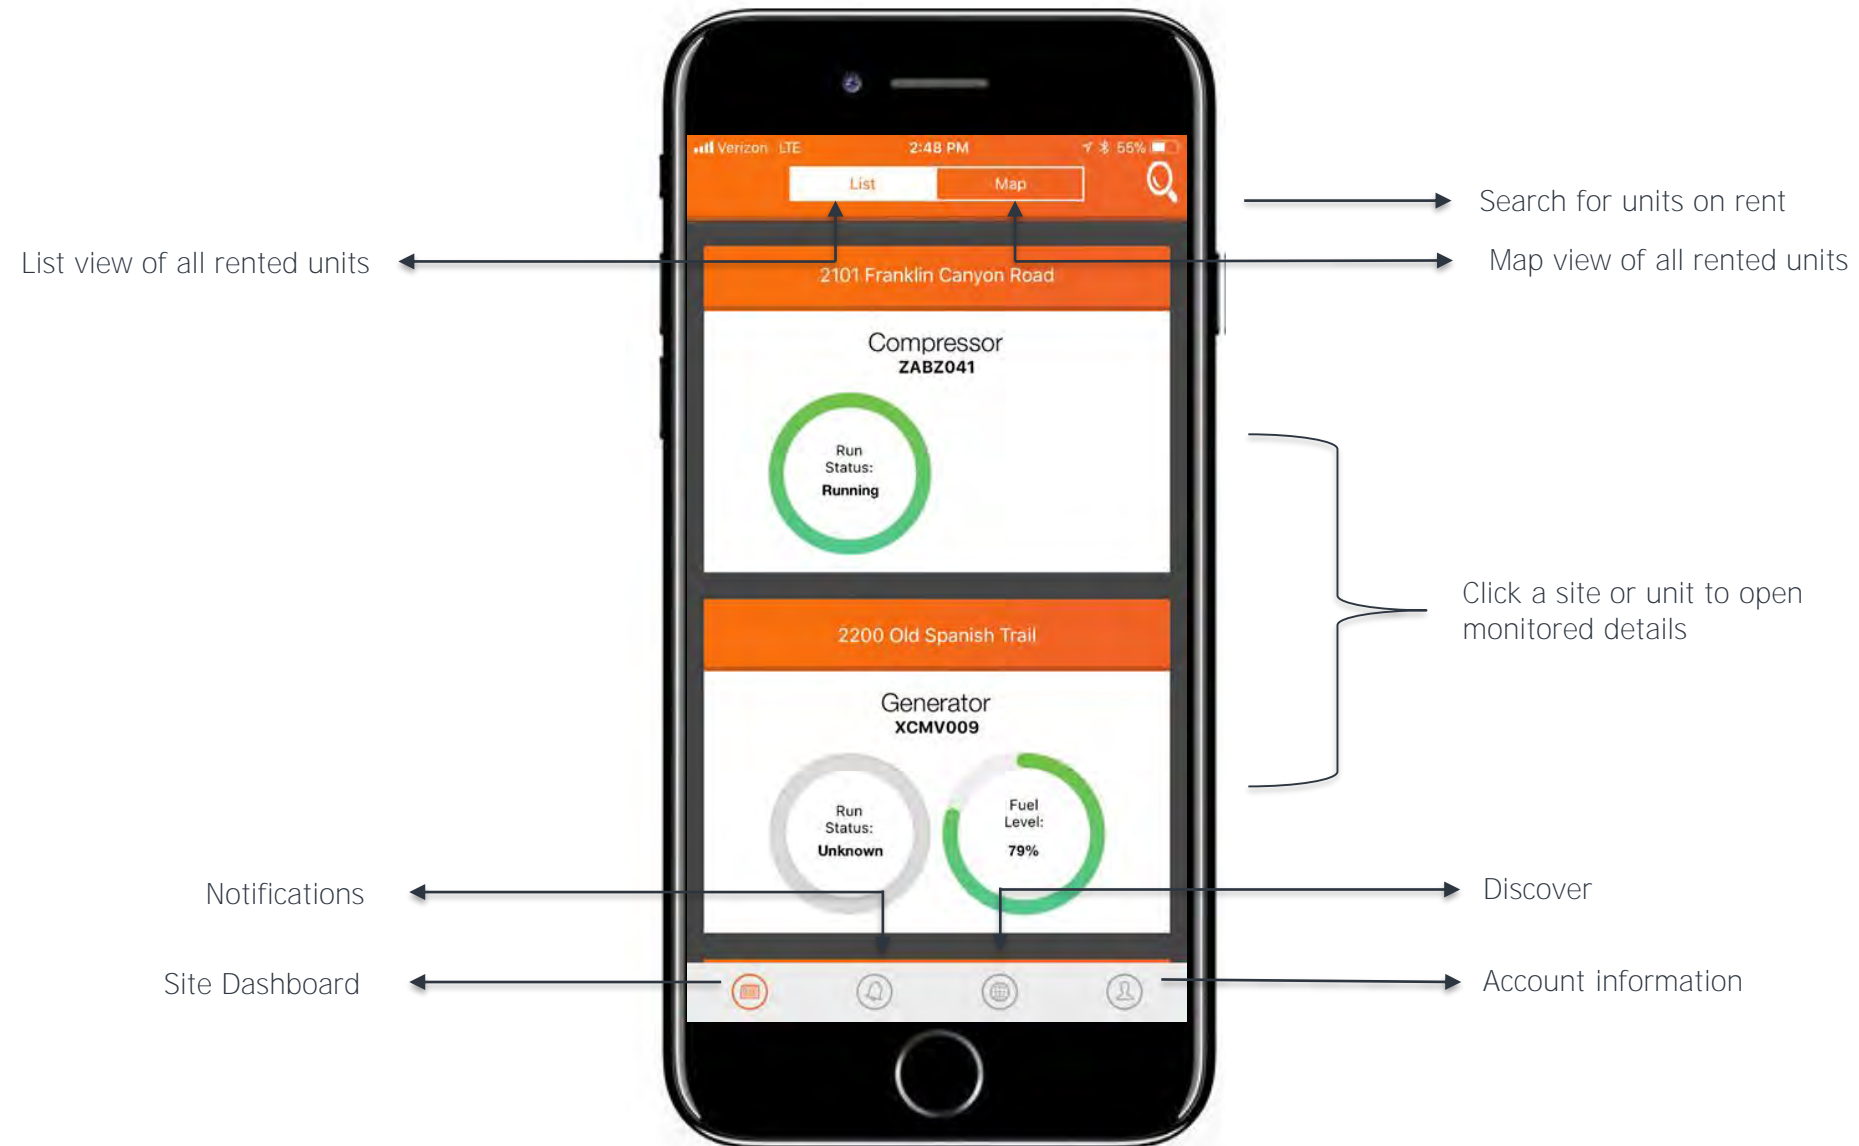 Verizon LTE 2:48 PM 55%
List Map
Search for units on rent
List view of all rented units
Map view of all rented units
2101 Franklin Canyon Road
Compressor
ZABZ041
Run
Status:
Running
Click a site or unit to open
monitored details
2200 Old Spanish Trail
Generator
XCMV009
Run
Status:
Unknown
Fuel
Level:
79%
Notifications
Discover
Site Dashboard
Account information